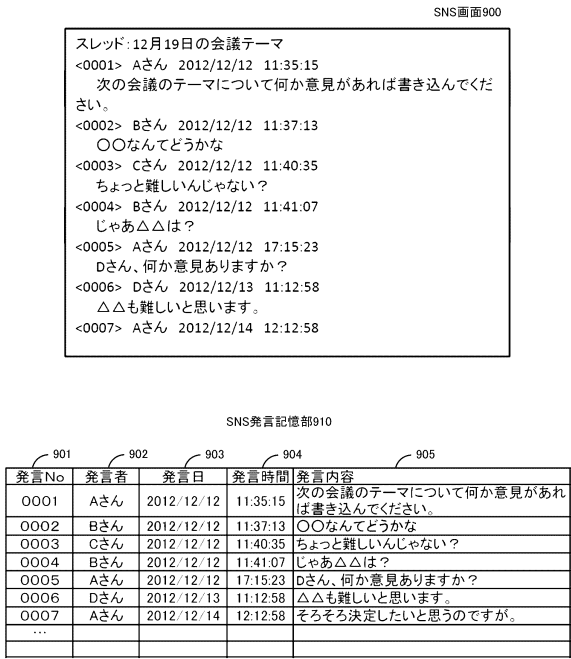 SNS画面900
スレッド:12月19日の会議テーマ
<0001> Aさん 2012/12/12 11:35:15
次の会議のテーマについて何か意見があれば書き込んでくだ
さい。
<0002> Bさん 2012/12/12 11:37:13
〇〇なんてどうかな
<0003> Cさん 2012/12/12 11:40:35
ちょっと難しいんじゃない？
<0004> Bさん 2012/12/12 11:41:07
じゃあ△△は？
<0005> Aさん 2012/12/12 17:15:23
Dさん、何か意見ありますか？
<0006> Dさん 2012/12/13 11:12:58
△△も難しいと思います。
<0007> Aさん 2012/12/14 12:12:58
SNS発言記憶部910
901 902 903 904 905
発言No 発言者 発言日 発言時間 発言内容
0001 Aさん 2012/12/12 11:35:15 次の会議のテーマについて何か意見があれ
ば書き込んでください。
0002 Bさん 2012/12/12 11:37:13 〇〇なんてどうかな
0003 Cさん 2012/12/12 11:40:35 ちょっと難しいんじゃない？
0004 Bさん 2012/12/12 11:41:07 じゃあ△△は？
0005 Aさん 2012/12/12 17:15:23 Dさん、何か意見ありますか？
0006 Dさん 2012/12/13 11:12:58 △△も難しいと思います。
0007 Aさん 2012/12/14 12:12:58 そろそろ決定したいと思うのですが。
…